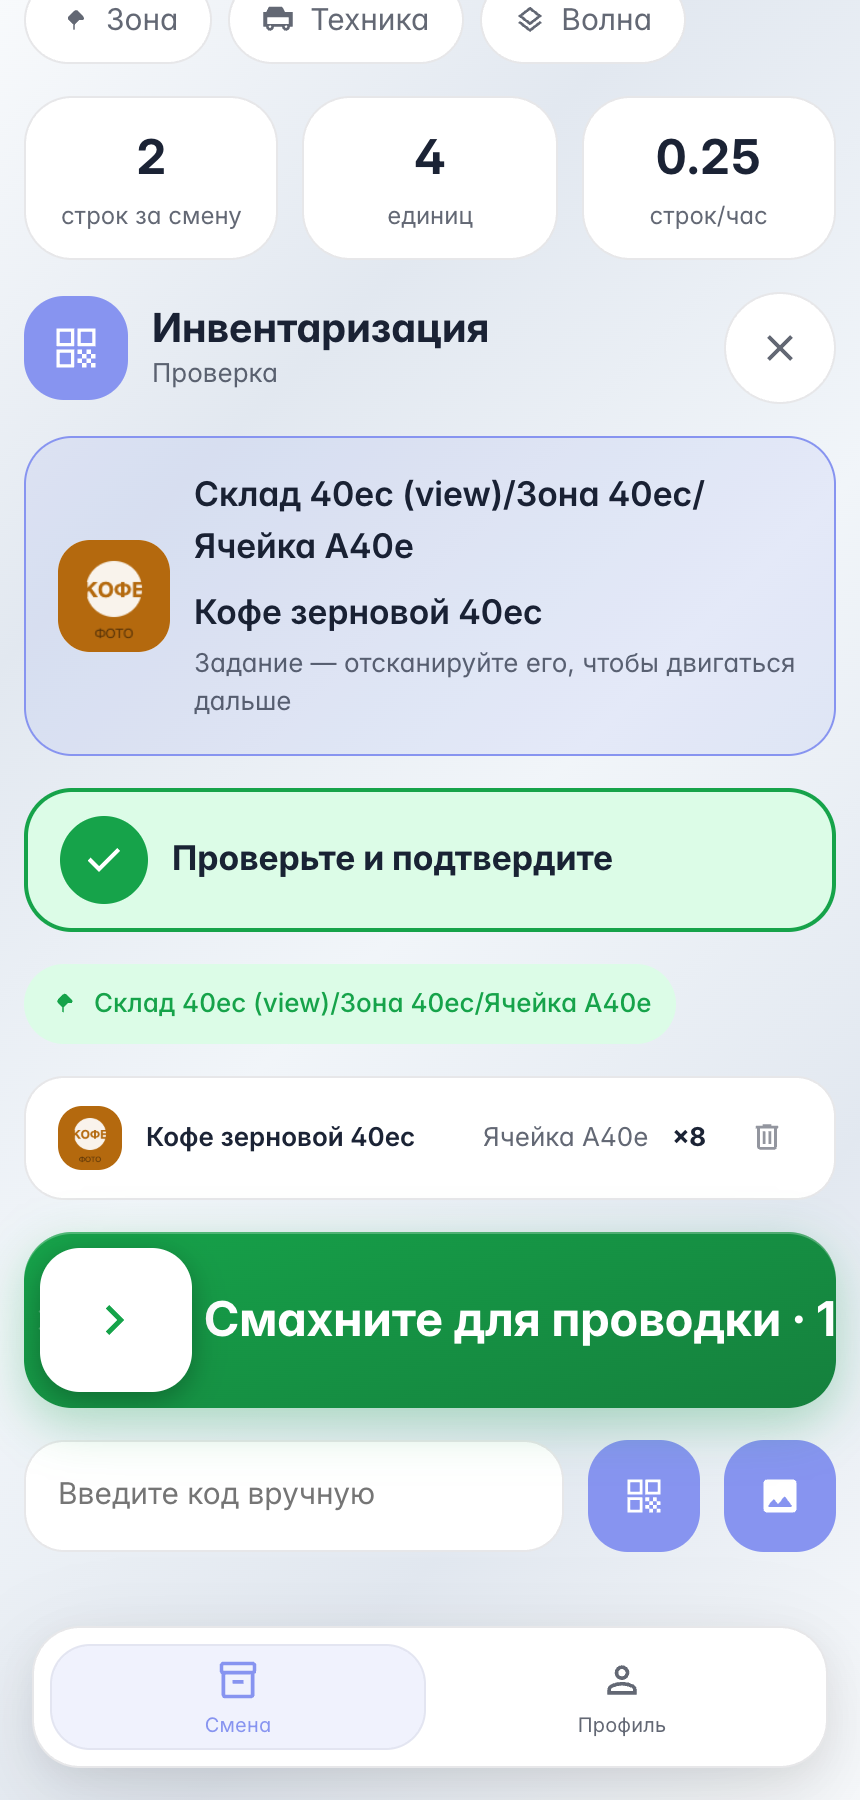 Зона
Техника
Волна
2
строк за смену
4
единиц
0.25
строк/час
Инвентаризация
Проверка
КОФЕ
ФОТО
Склад 40ес (view)/Зона 40ес/
Ячейка А40е
Кофе зерновой 40ес
Задание — отсканируйте его, чтобы двигаться
дальше
Проверьте и подтвердите
Склад 40ес (view)/Зона 40ес/Ячейка А40е
КОФЕ
ФОТО
Кофе зерновой 40ес
Ячейка А40е
×8
Смахните для проводки · 1
Введите код вручную
Смена
Профиль